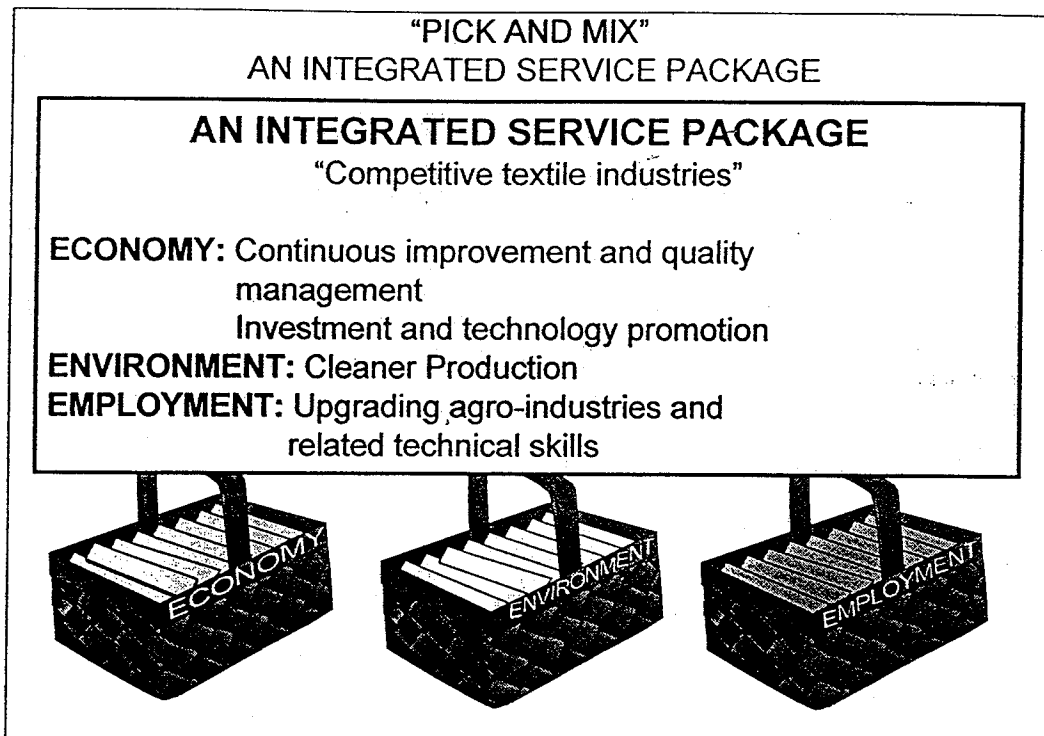 “PICK AND MIX”
AN INTEGRATED SERVICE PACKAGE
AN INTEGRATED SERVICE PACKAGE
“Competitive textile industries”
ECONOMY: Continuous improvement and quality
management
Investment and technology promotion
ENVIRONMENT: Cleaner Production
EMPLOYMENT: Upgrading agro-industries and
related technical skills
ECONOMY
ENVIRONMENT
EMPLOYMENT